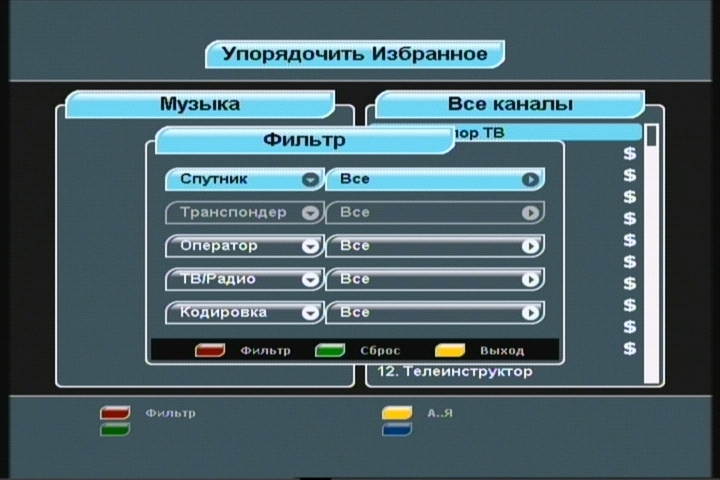 Упорядочить Избранное
Музыка
Все каналы
Фильтр
ТВ
Спутник
Все
$
Транспондер
Все
$
$
Оператор
Все
$
$
ТВ/Радио
Все
$
$
Кодировка
Все
$
$
Фильтр
Сброс
Выход
$
12. Телеинструктор
Фильтр
А..Я